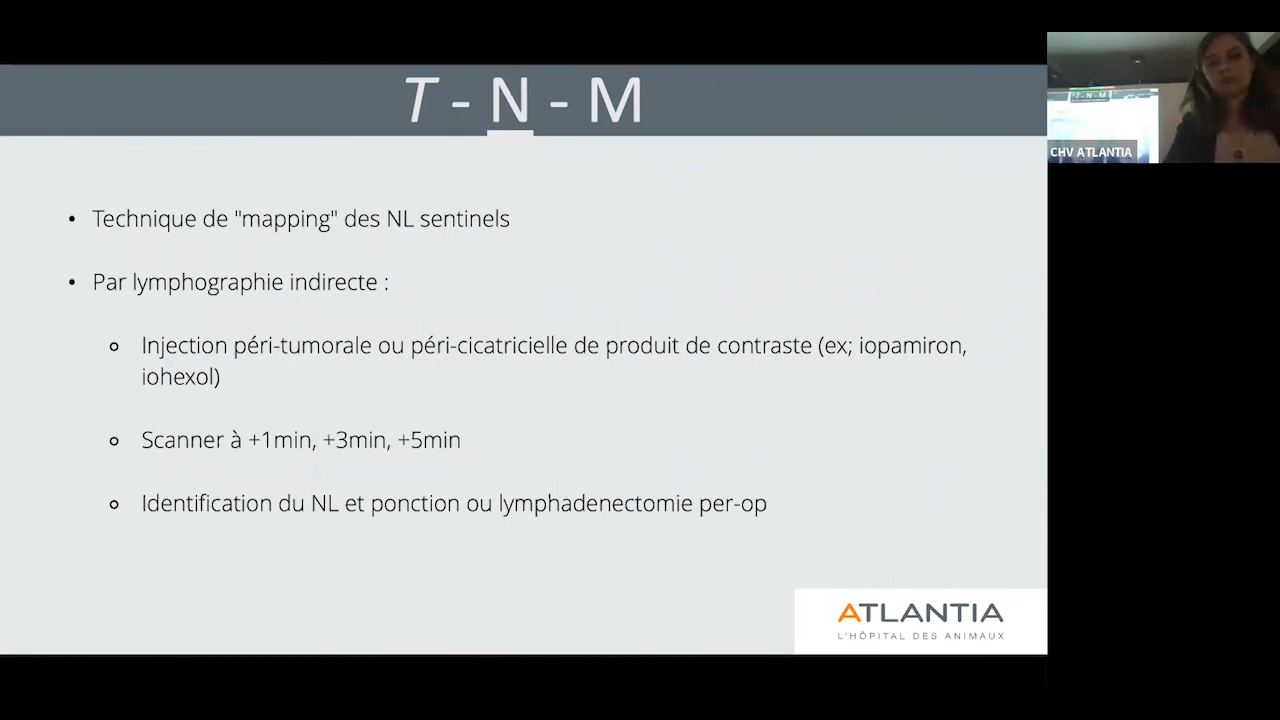 T - N - M
• Technique de "mapping" des NL sentinels
• Par lymphographie indirecte :
o Injection péri-tumorale ou péri-cicatricielle de produit de contraste (ex; iopamiron,
iohexol)
o Scanner à +1min, +3min, +5min
o Identification du NL et ponction ou lymphadenectomie per-op
ATLANTIA
L'HÔPITAL DES ANIMAUX
T - N - M
CHV ATLANTIA